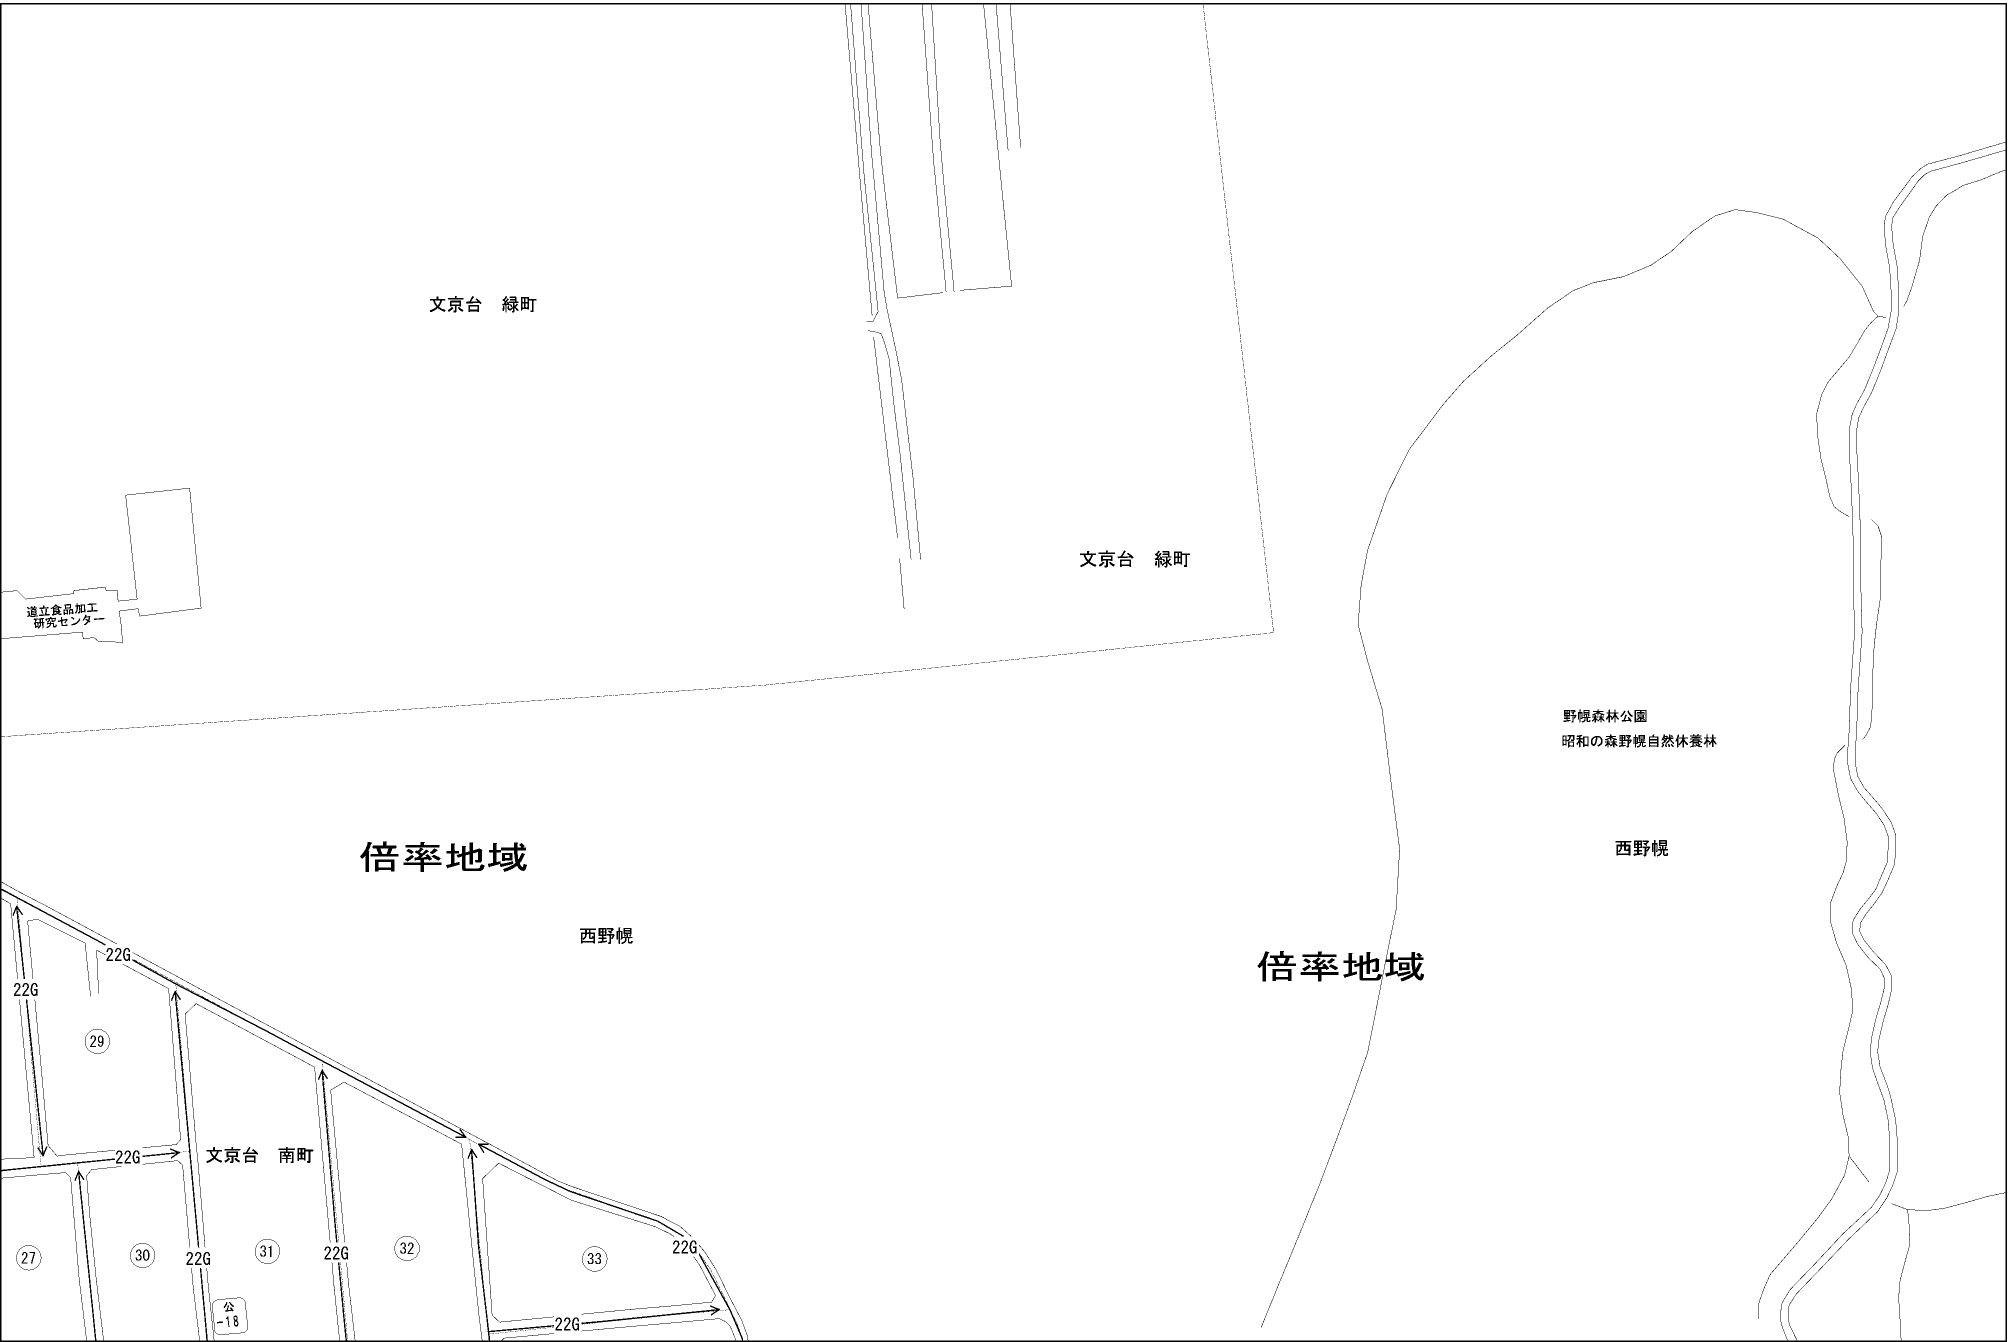 文京台　緑町
文京台　緑町
道立食品加工
研究センター
野幌森林公園
昭和の森野幌自然休養林
西野幌
倍率地域
西野幌
倍率地域
22G
22G
29
22G
文京台　南町
27
30
22G
31
22G
32
33
22G
公
-18
22G